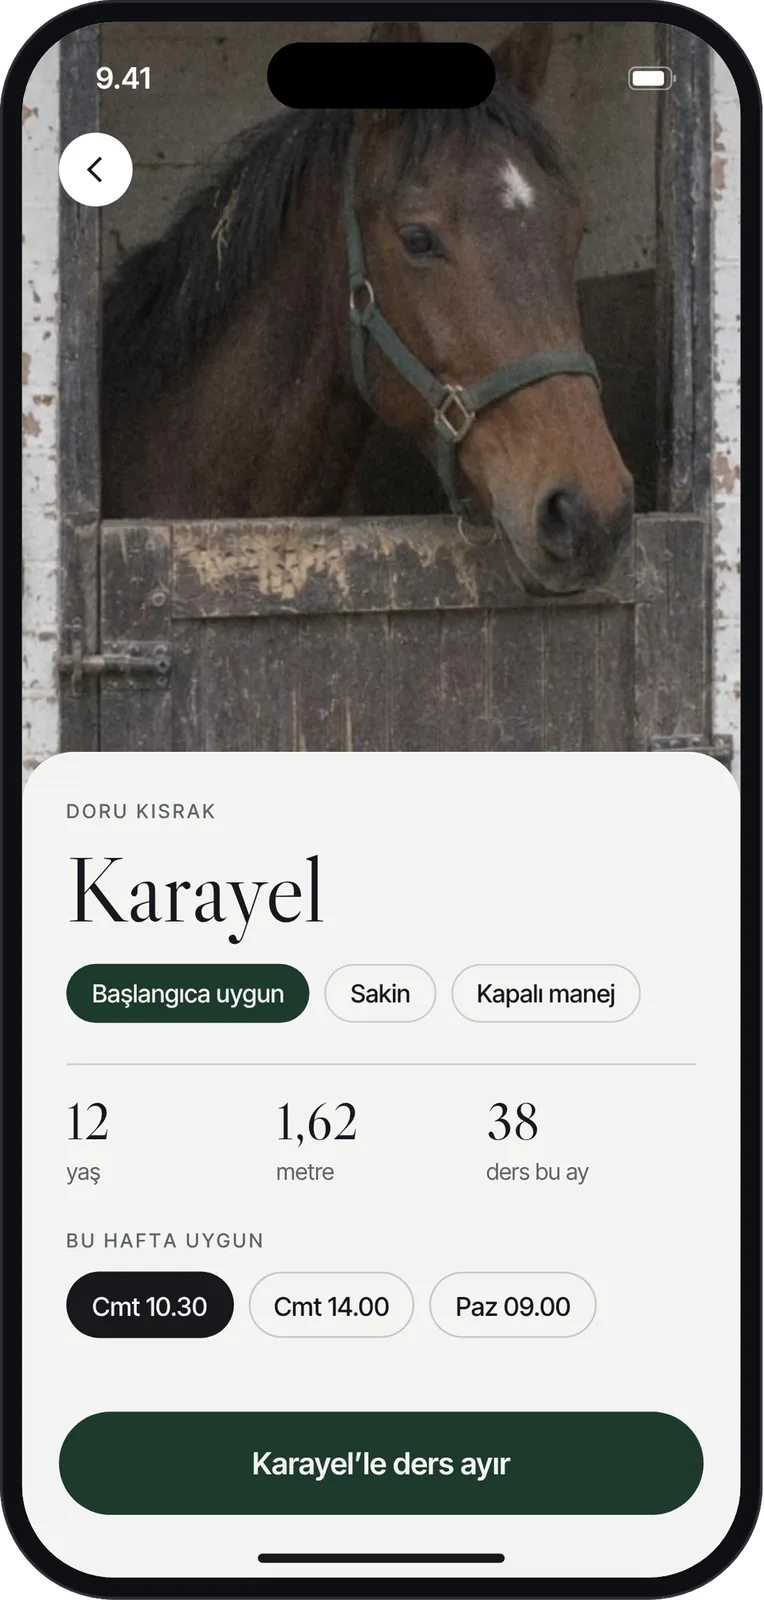 9.41
DORU KISRAK
Karayel
Başlangıca uygun Sakin Kapalı manej
12 1,62 38
yaş metre ders bu ay
BU HAFTA UYGUN
Cmt 10.30 Cmt 14.00 Paz 09.00
Karayel’le ders ayır